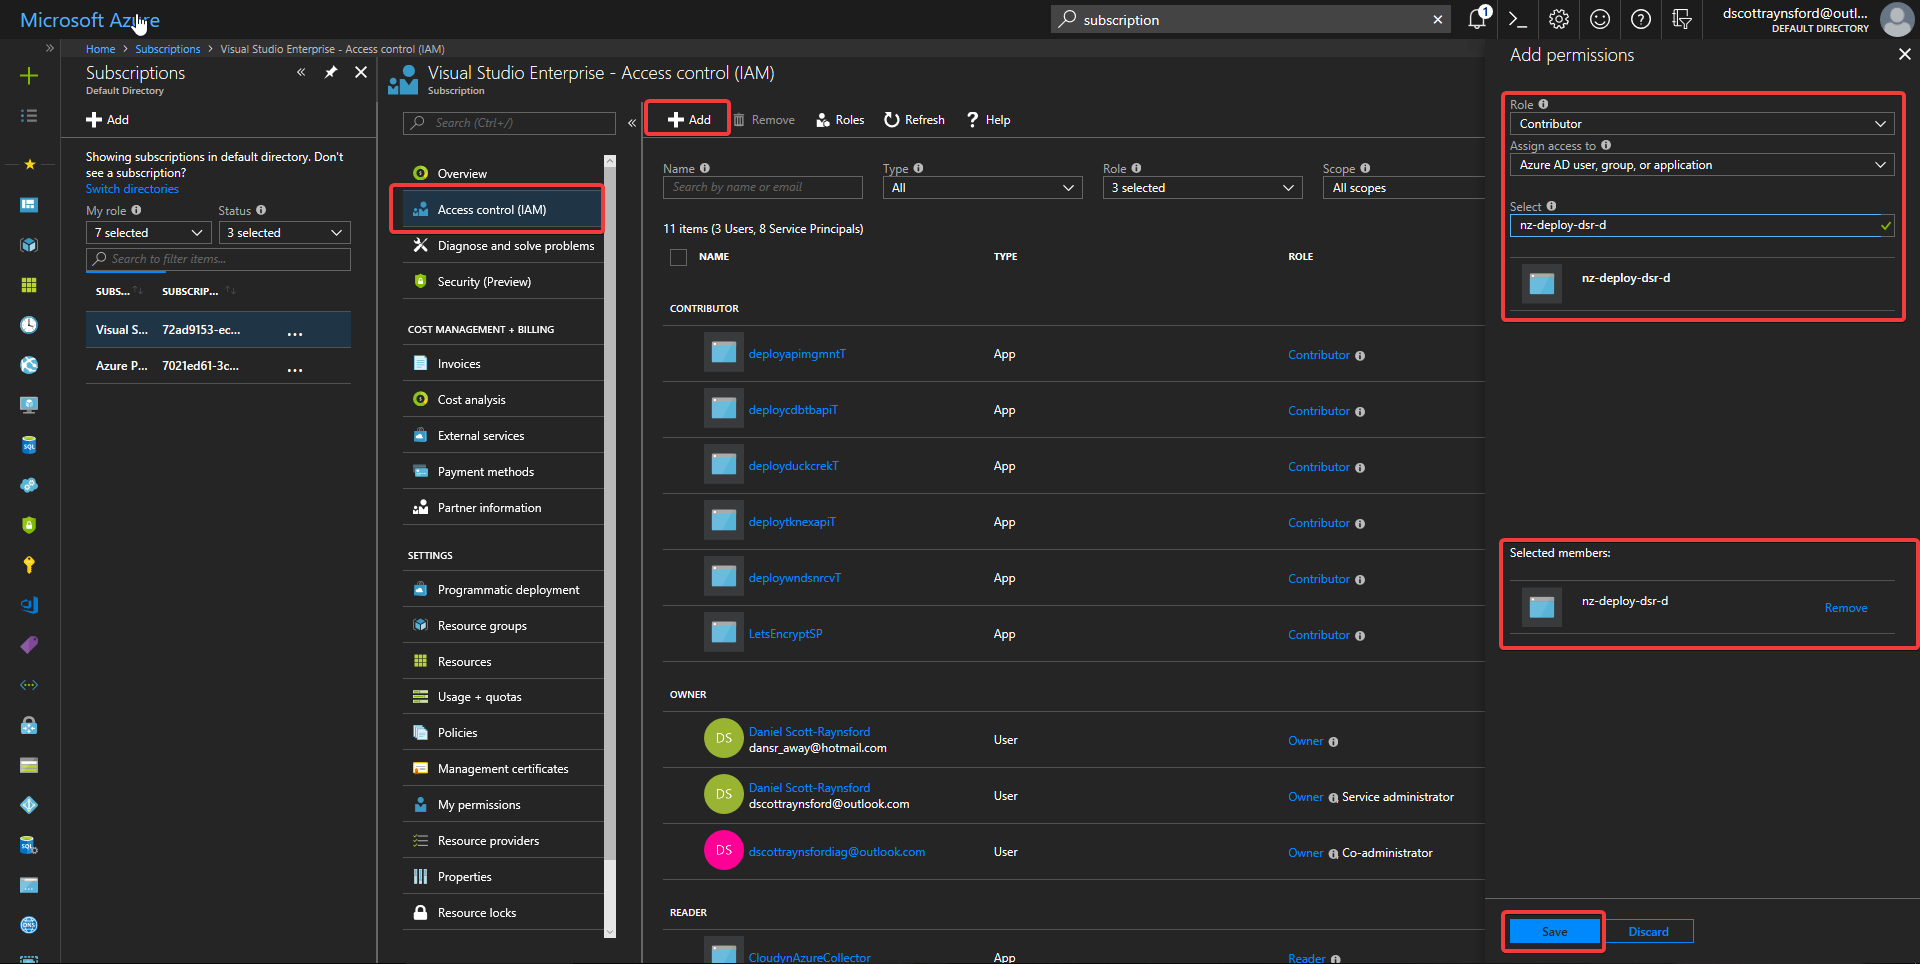 Microsoft Azure
subscription
1
dscottraynsford@outl...
DEFAULT DIRECTORY
Home > Subscriptions > Visual Studio Enterprise - Access control (IAM)
Subscriptions
Default Directory
Add
Showing subscriptions in default directory. Don't
see a subscription?
Switch directories
My role
Status
7 selected
3 selected
Search to filter items...
SUBS...
SUBSCRIP...
Visual S...
72ad9153-ec...
...
Azure P...
7021ed61-3c...
...
Visual Studio Enterprise - Access control (IAM)
Subscription
Search (Ctrl+/)
Overview
Access control (IAM)
Diagnose and solve problems
Security (Preview)
COST MANAGEMENT + BILLING
Invoices
Cost analysis
External services
Payment methods
Partner information
SETTINGS
Programmatic deployment
Resource groups
Resources
Usage + quotas
Policies
Management certificates
My permissions
Resource providers
Properties
Resource locks
Add
Remove
Roles
Refresh
Help
Name
Type
Role
Scope
Search by name or email
All
3 selected
All scopes
11 items (3 Users, 8 Service Principals)
NAME
TYPE
ROLE
CONTRIBUTOR
deployapimgmntT
App
Contributor
deploycdbtbapiT
App
Contributor
deployduckcrekT
App
Contributor
deploytknexapiT
App
Contributor
deploywndsnrcvT
App
Contributor
LetsEncryptSP
App
Contributor
OWNER
DS
Daniel Scott-Raynsford
dansr_away@hotmail.com
User
Owner
DS
Daniel Scott-Raynsford
dscottraynsford@outlook.com
User
Owner
, Service administrator
DS
dscottraynsfordiag@outlook.com
User
Owner
, Co-administrator
READER
CloudynAzureCollector
App
Reader
Add permissions
Role
Contributor
Assign access to
Azure AD user, group, or application
Select
nz-deploy-dsr-d
nz-deploy-dsr-d
Selected members:
nz-deploy-dsr-d
Remove
Save
Discard